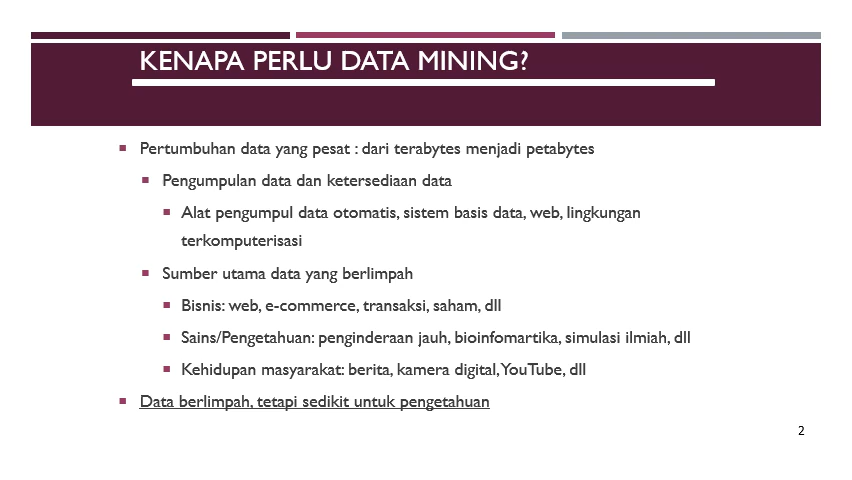 KENAPA PERLU DATA MINING?
Pertumbuhan data yang pesat : dari terabytes menjadi petabytes
Pengumpulan data dan ketersediaan data
Alat pengumpul data otomatis, sistem basis data, web, lingkungan
terkomputerisasi
Sumber utama data yang berlimpah
Bisnis: web, e-commerce, transaksi, saham, dll
Sains/Pengetahuan: penginderaan jauh, bioinfomartika, simulasi ilmiah, dll
Kehidupan masyarakat: berita, kamera digital, YouTube, dll
Data berlimpah, tetapi sedikit untuk pengetahuan
2